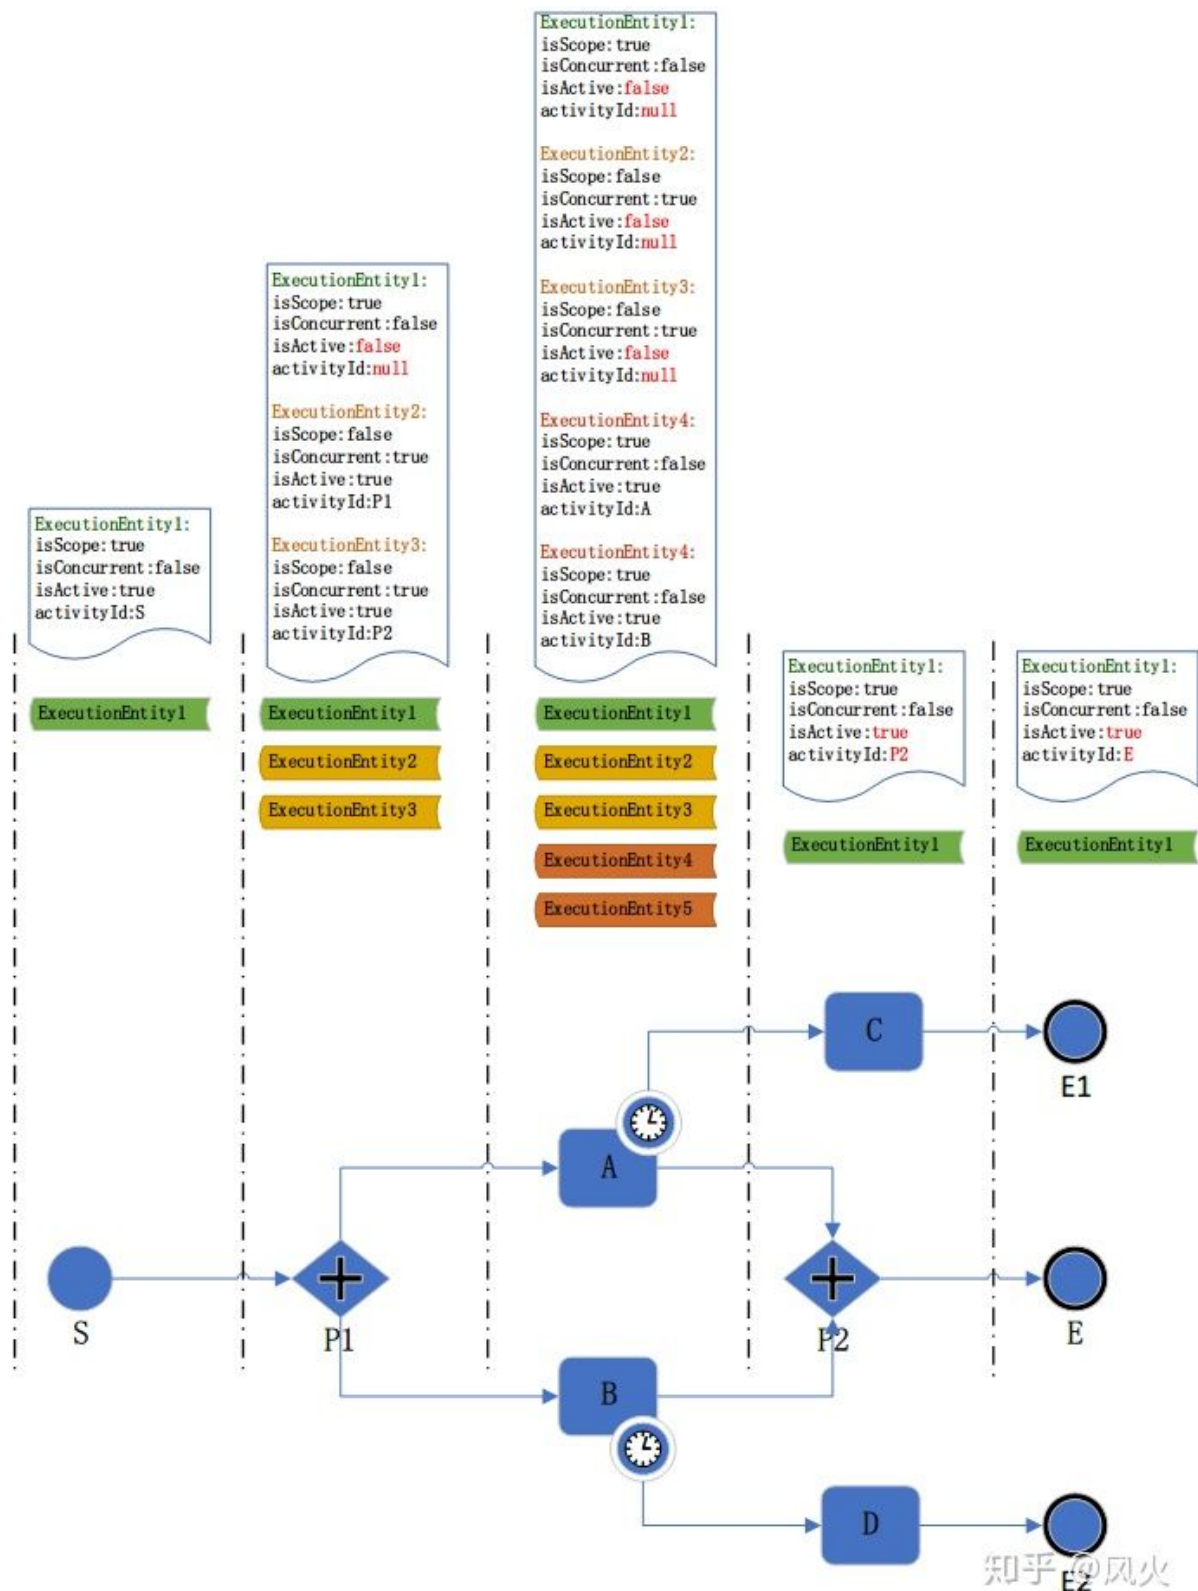 ExecutionEntity1:
isScope:true
isConcurrent:false
isActive:true
activityId:S
ExecutionEntity1
ExecutionEntity1:
isScope:true
isConcurrent:false
isActive:false
activityId:null
ExecutionEntity2:
isScope:false
isConcurrent:true
isActive:true
activityId:P1
ExecutionEntity3:
isScope:false
isConcurrent:true
isActive:true
activityId:P2
ExecutionEntity1
ExecutionEntity2
ExecutionEntity3
ExecutionEntity1:
isScope:true
isConcurrent:false
isActive:false
activityId:null
ExecutionEntity2:
isScope:false
isConcurrent:true
isActive:false
activityId:null
ExecutionEntity3:
isScope:false
isConcurrent:true
isActive:false
activityId:null
ExecutionEntity4:
isScope:true
isConcurrent:false
isActive:true
activityId:A
ExecutionEntity4:
isScope:true
isConcurrent:false
isActive:true
activityId:B
ExecutionEntity1
ExecutionEntity2
ExecutionEntity3
ExecutionEntity4
ExecutionEntity5
ExecutionEntity1:
isScope:true
isConcurrent:false
isActive:true
activityId:P2
ExecutionEntity1
ExecutionEntity1:
isScope:true
isConcurrent:false
isActive:true
activityId:E
ExecutionEntity1
C
E1
A
S
P1
P2
E
B
D
E2
知乎 @风火